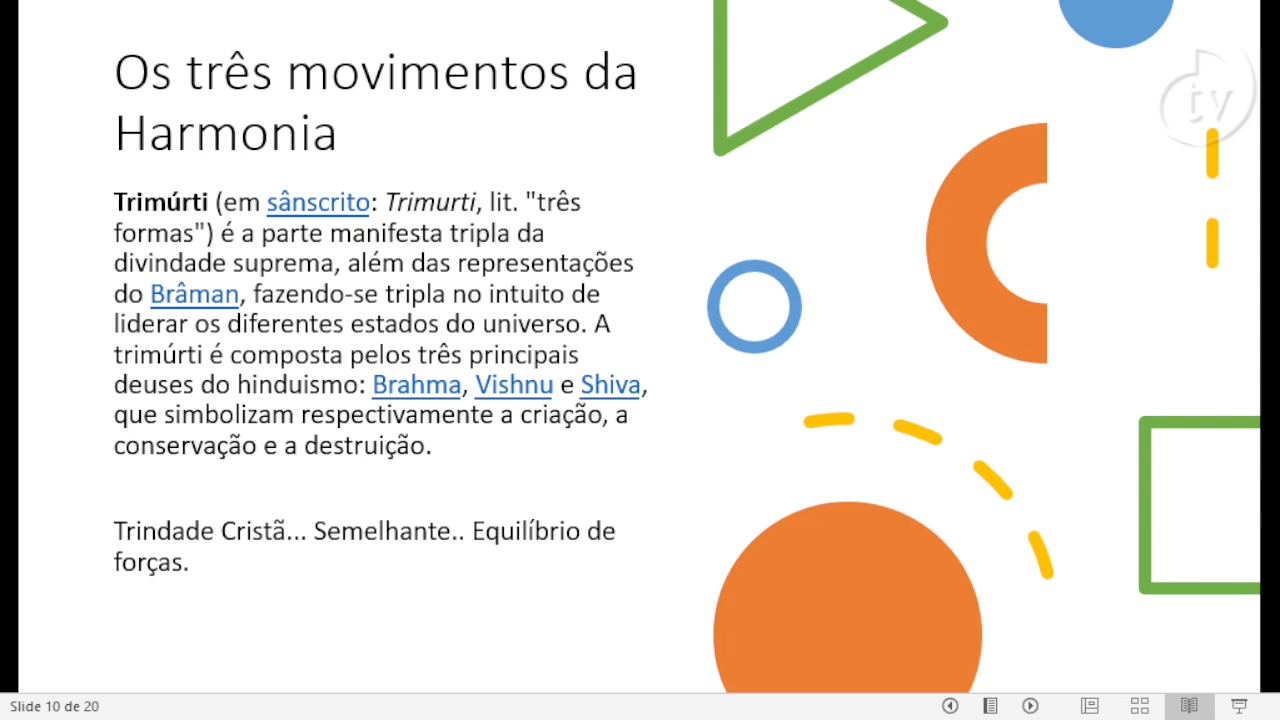 Os três movimentos da
Harmonia
Trimúrti (em sânscrito: Trimurti, lit. "três
formas") é a parte manifesta tripla da
divindade suprema, além das representações
do Brâman, fazendo-se tripla no intuito de
liderar os diferentes estados do universo. A
trimúrti é composta pelos três principais
deuses do hinduismo: Brahma, Vishnu e Shiva,
que simbolizam respectivamente a criação, a
conservação e a destruição.
Trindade Cristã... Semelhante.. Equilíbrio de
forças.
tv
Slide 10 de 20